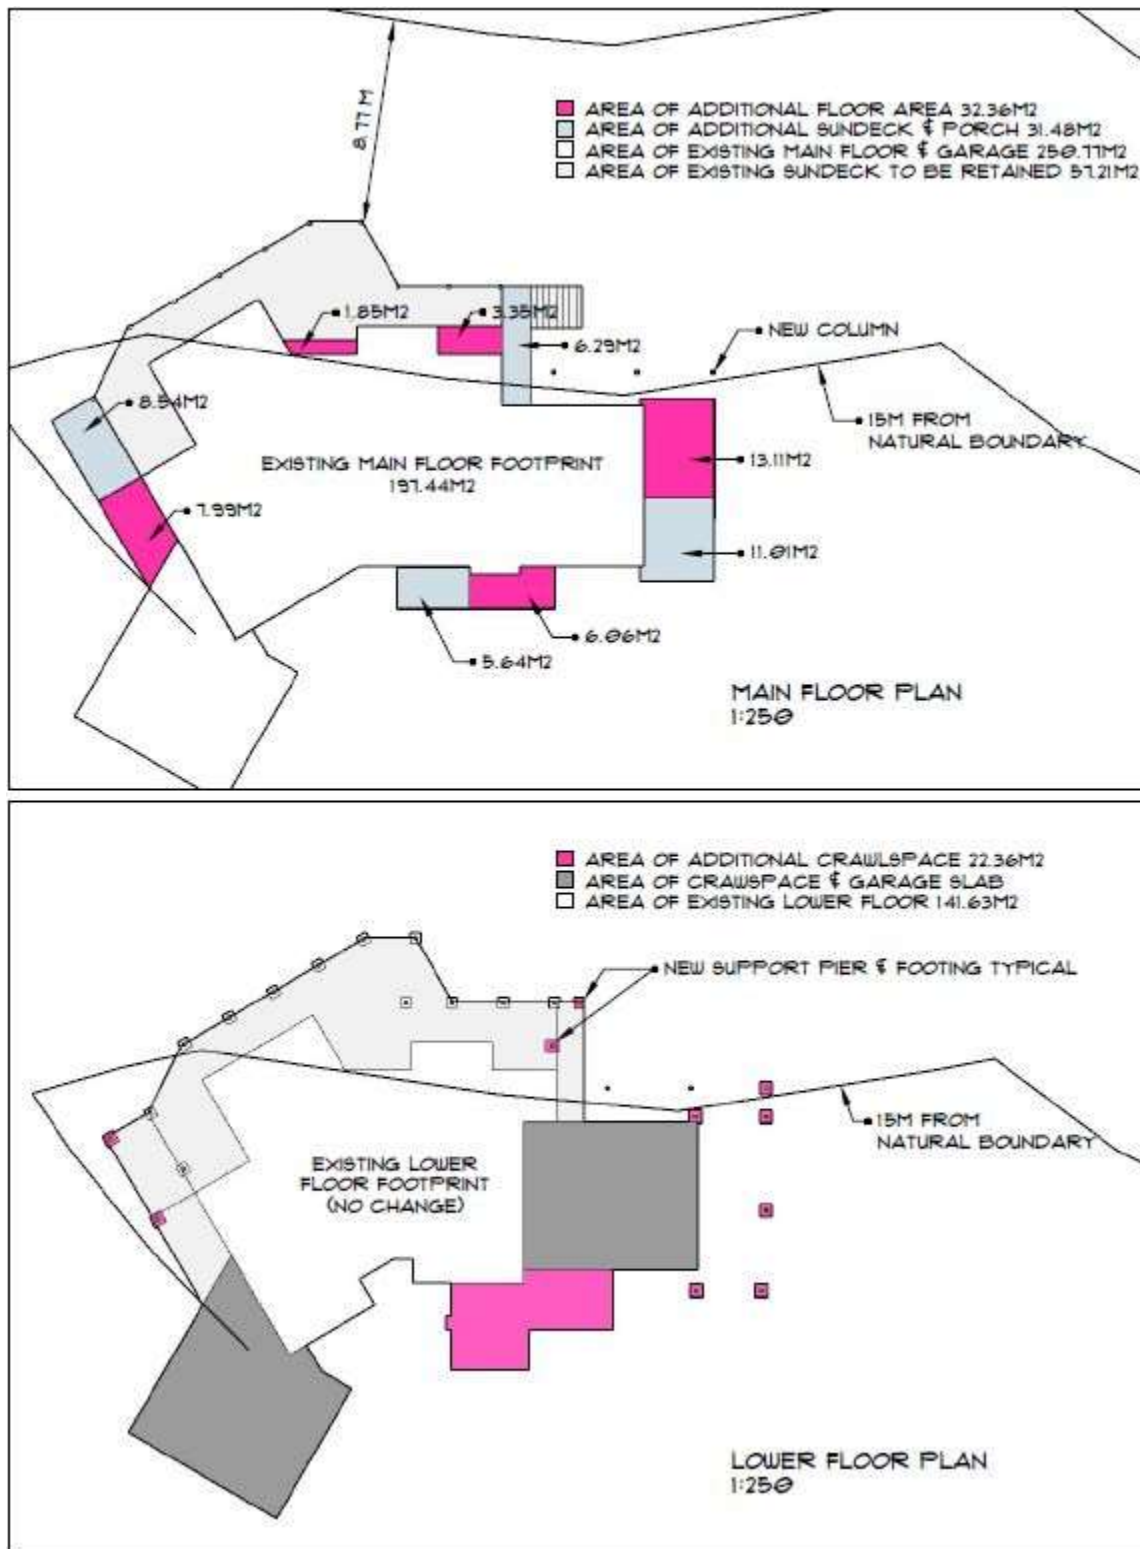 8.77 M
AREA OF ADDITIONAL FLOOR AREA 32.36M2
AREA OF ADDITIONAL SUNDECK & PORCH 31.48M2
AREA OF EXISTING MAIN FLOOR & GARAGE 250.77M2
AREA OF EXISTING SUNDECK TO BE RETAINED 57.21M2
1.85M2
3.35M2
6.29M2
NEW COLUMN
8.54M2
15M FROM
NATURAL BOUNDARY
EXISTING MAIN FLOOR FOOTPRINT
197.44M2
13.11M2
7.99M2
11.01M2
6.06M2
5.64M2
MAIN FLOOR PLAN
1:250
AREA OF ADDITIONAL CRAWLSPACE 22.36M2
AREA OF CRAWSPACE & GARAGE SLAB
AREA OF EXISTING LOWER FLOOR 141.63M2
NEW SUPPORT PIER & FOOTING TYPICAL
15M FROM
NATURAL BOUNDARY
EXISTING LOWER
FLOOR FOOTPRINT
(NO CHANGE)
LOWER FLOOR PLAN
1:250